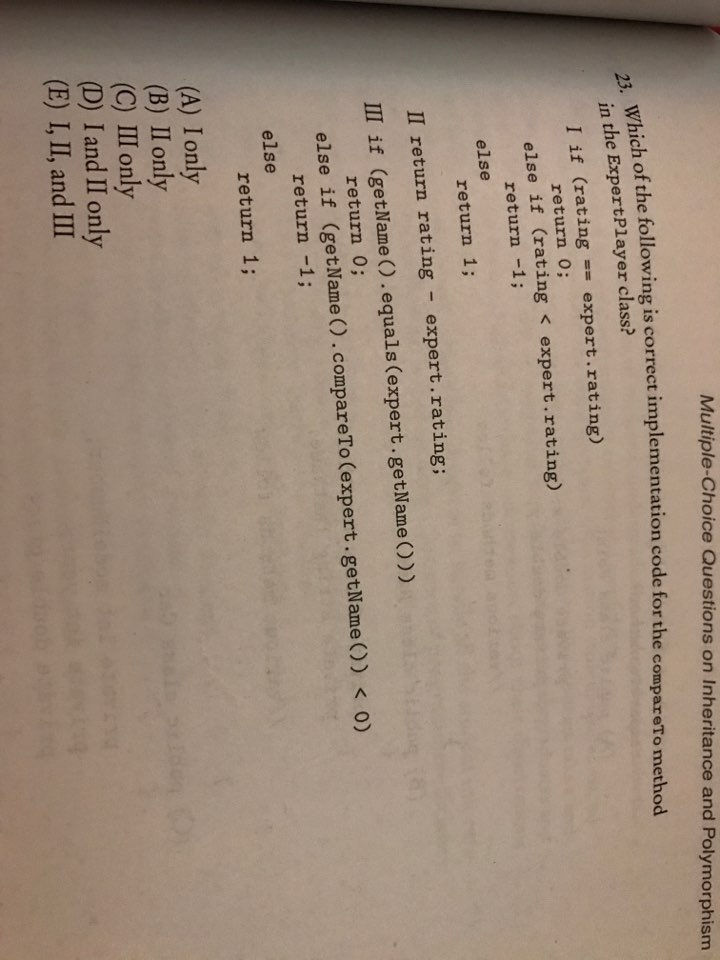 Multiple-Choice Questions on Inheritance and Polymorphism
23. Which of the following is correct implementation code for the compareTo method
in the ExpertPlayer class?
I if (rating == expert.rating)
return 0;
else if (rating < expert.rating)
return -1;
else
return 1;
II return rating - expert.rating;
III if (getName().equals(expert.getName()))
return 0;
else if (getName().compareTo(expert.getName()) < 0)
return -1;
else
return 1;
(A) I only
(B) II only
(C) III only
(D) I and II only
(E) I, II, and III